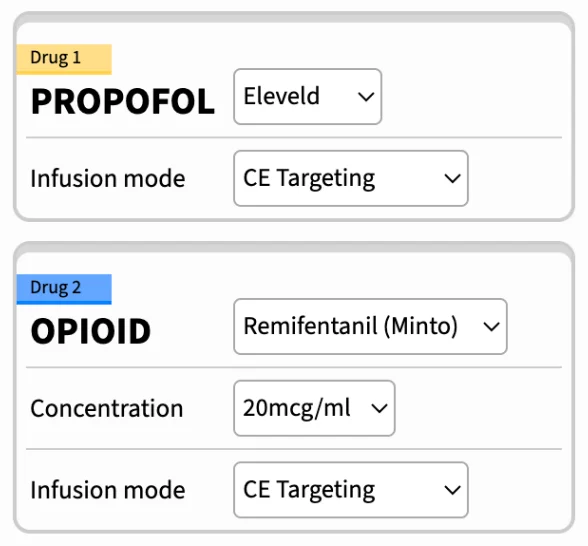 Drug 1
PROPOFOL Eleveld
Infusion mode CE Targeting
Drug 2
OPIOID Remifentanil (Minto)
Concentration 20mcg/ml
Infusion mode CE Targeting